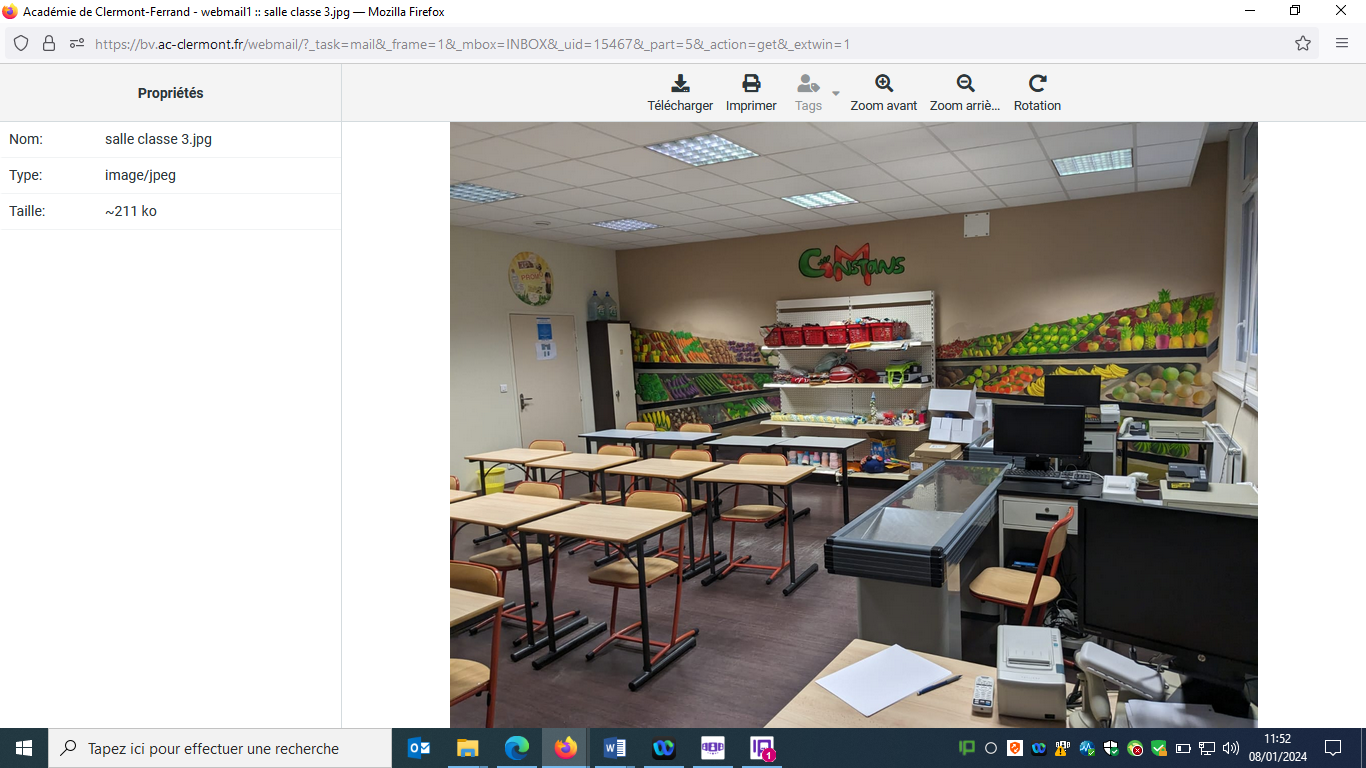 Académie de Clermont-Ferrand - webmail1 :: salle classe 3.jpg — Mozilla Firefox
https://bv.ac-clermont.fr/webmail/?_task=mail&_frame=1&_mbox=INBOX&_uid=15467&_part=5&_action=get&_extwin=1
Propriétés
Télécharger
Imprimer
Tags
Zoom avant
Zoom arriè...
Rotation
Nom: salle classe 3.jpg
Type: image/jpeg
Taille: ~211 ko
Constans
Tapez ici pour effectuer une recherche
1
11:52
08/01/2024